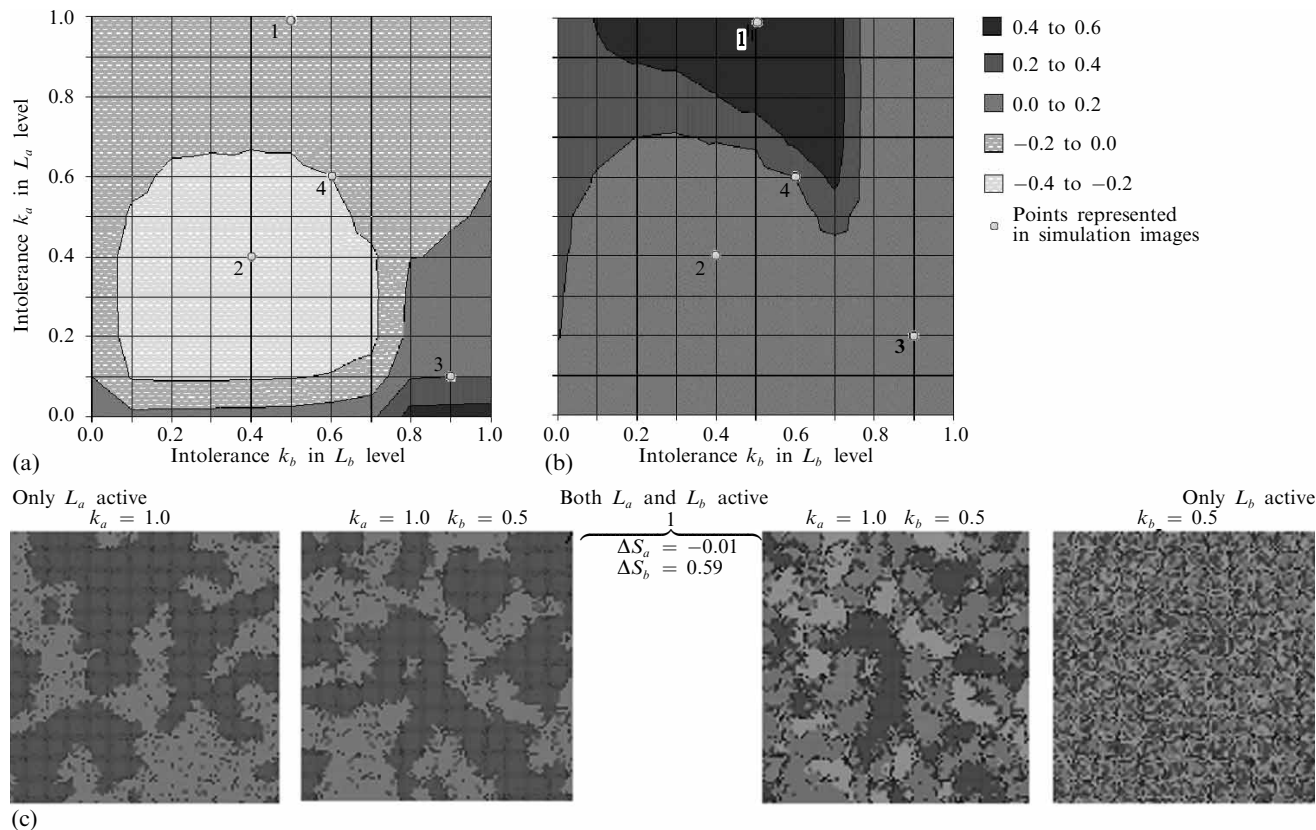 1.0
0.8
0.6
0.4
0.2
0.0
Intolerance k_a in L_a level
1
4
2
3
0.0 0.2 0.4 0.6 0.8 1.0
Intolerance k_b in L_b level
(a)
1
4
2
3
0.0 0.2 0.4 0.6 0.8 1.0
Intolerance k_b in L_b level
(b)
0.4 to 0.6
0.2 to 0.4
0.0 to 0.2
−0.2 to 0.0
−0.4 to −0.2
Points represented
in simulation images
Only L_a active
k_a = 1.0
Both L_a and L_b active
k_a = 1.0 k_b = 0.5
1
ΔS_a = −0.01
ΔS_b = 0.59
k_a = 1.0 k_b = 0.5
Only L_b active
k_b = 0.5
(c)